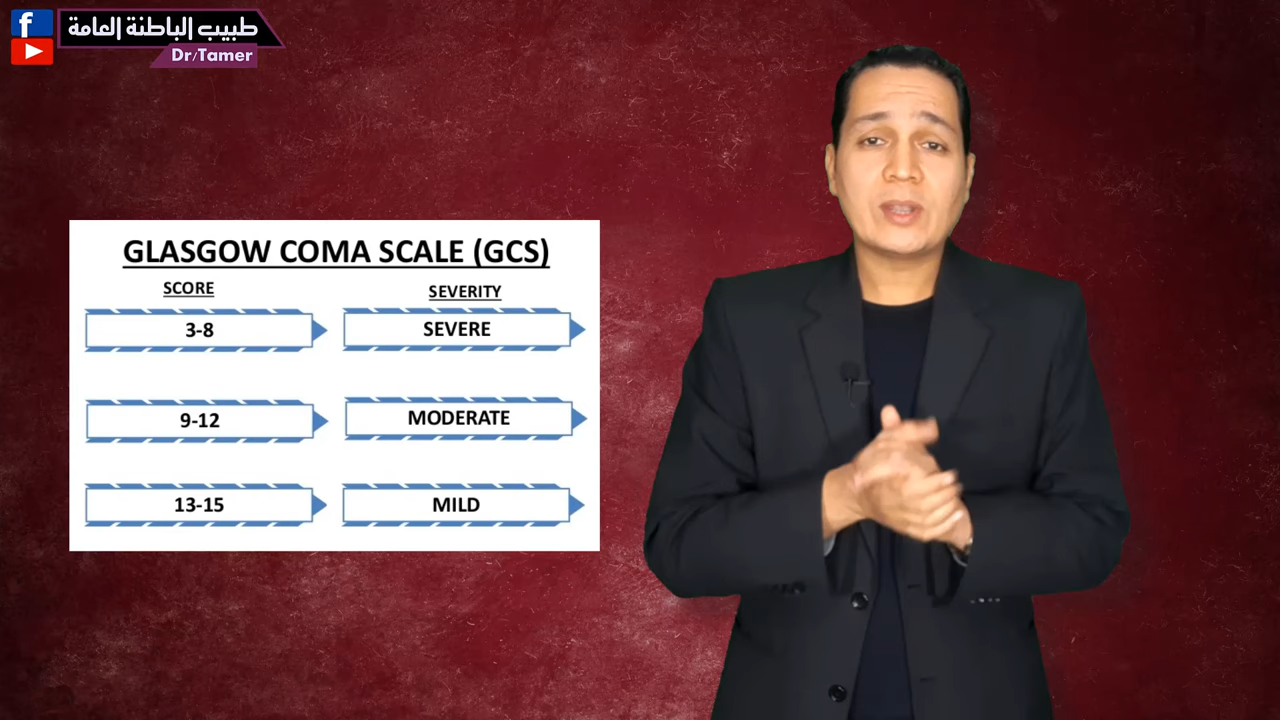 f
طبيب الباطنة العامة
Dr/Tamer
GLASGOW COMA SCALE (GCS)
SCORE SEVERITY
3-8 SEVERE
9-12 MODERATE
13-15 MILD